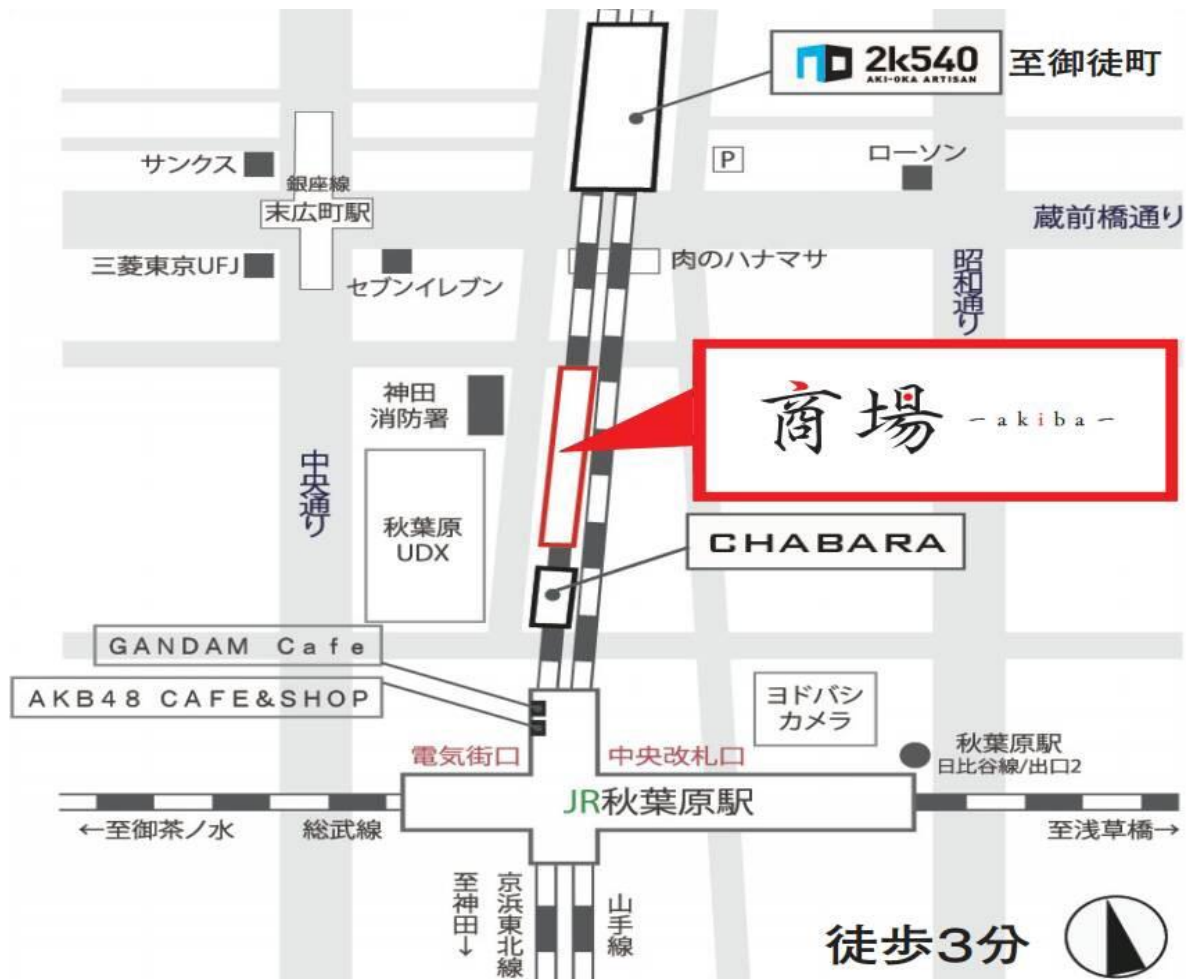 2k540
AKI-OKA ARTISAN
至御徒町
サンクス
P
ローソン
銀座線
末広町駅
蔵前橋通り
三菱東京UFJ
セブンイレブン
肉のハナマサ
昭和通り
神田
消防署
商場 -akiba-
中央通り
秋葉原
UDX
CHABARA
GANDAM Cafe
AKB48 CAFE&SHOP
ヨドバシ
カメラ
電気街口
中央改札口
秋葉原駅
日比谷線/出口2
JR秋葉原駅
←至御茶ノ水
総武線
至浅草橋→
至神田↓
京浜東北線
山手線
徒歩3分